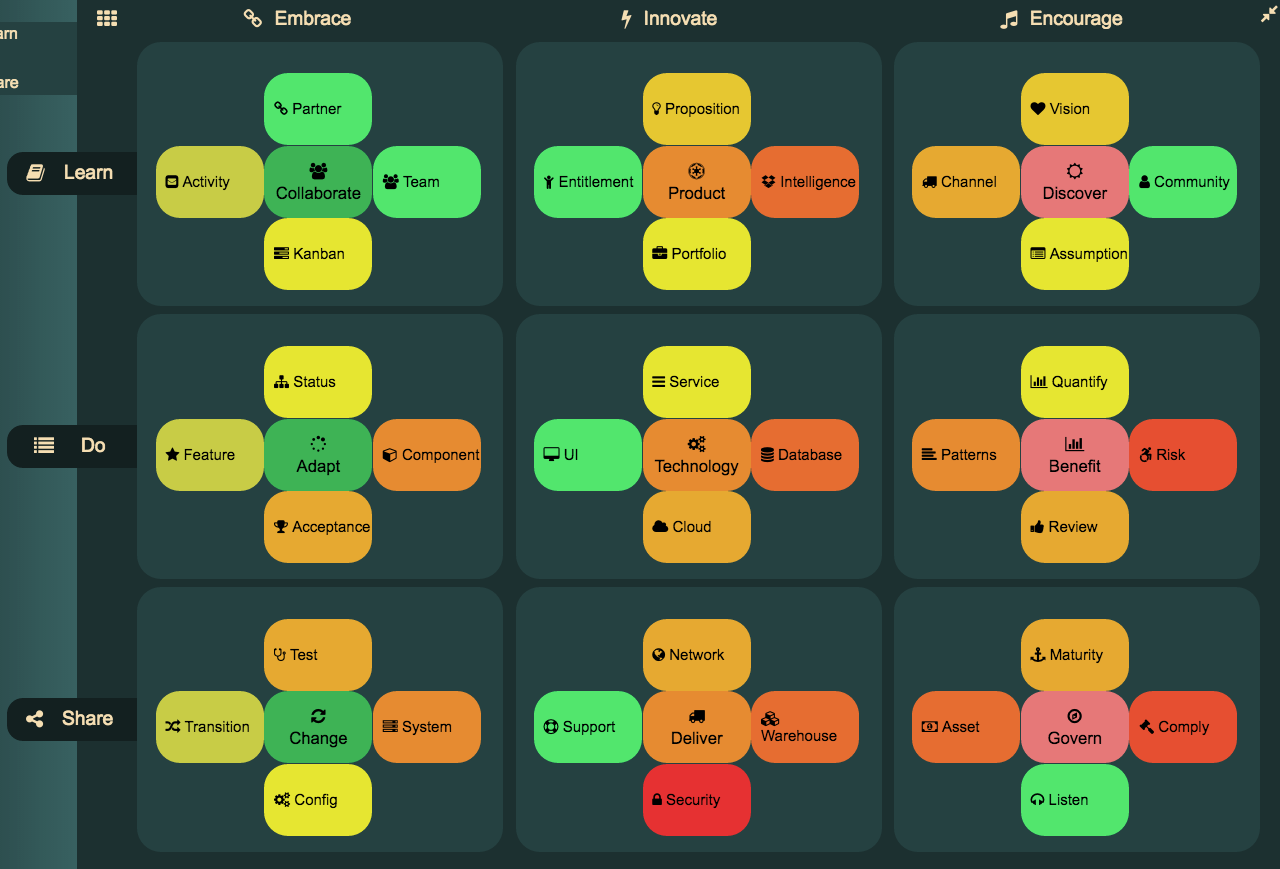 Embrace
Innovate
Encourage
arn
are
Learn
Partner
Activity
Collaborate
Team
Kanban
Proposition
Entitlement
Product
Intelligence
Portfolio
Vision
Channel
Discover
Community
Assumption
Do
Status
Feature
Adapt
Component
Acceptance
Service
UI
Technology
Database
Cloud
Quantify
Patterns
Benefit
Risk
Review
Share
Test
Transition
Change
System
Config
Network
Support
Deliver
Warehouse
Security
Maturity
Asset
Govern
Comply
Listen